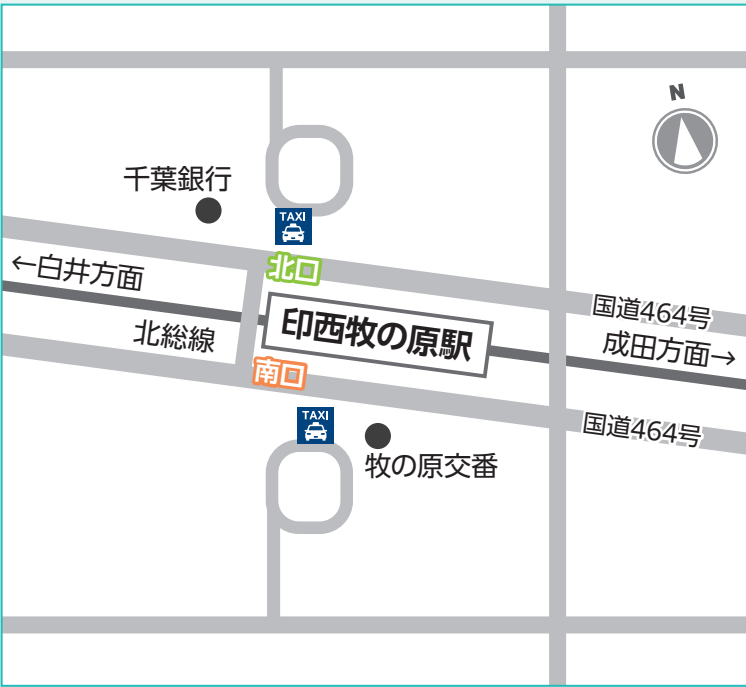 N
千葉銀行
TAXI
北口
←白井方面
国道464号
印西牧の原駅
北総線
成田方面→
南口
TAXI
国道464号
牧の原交番